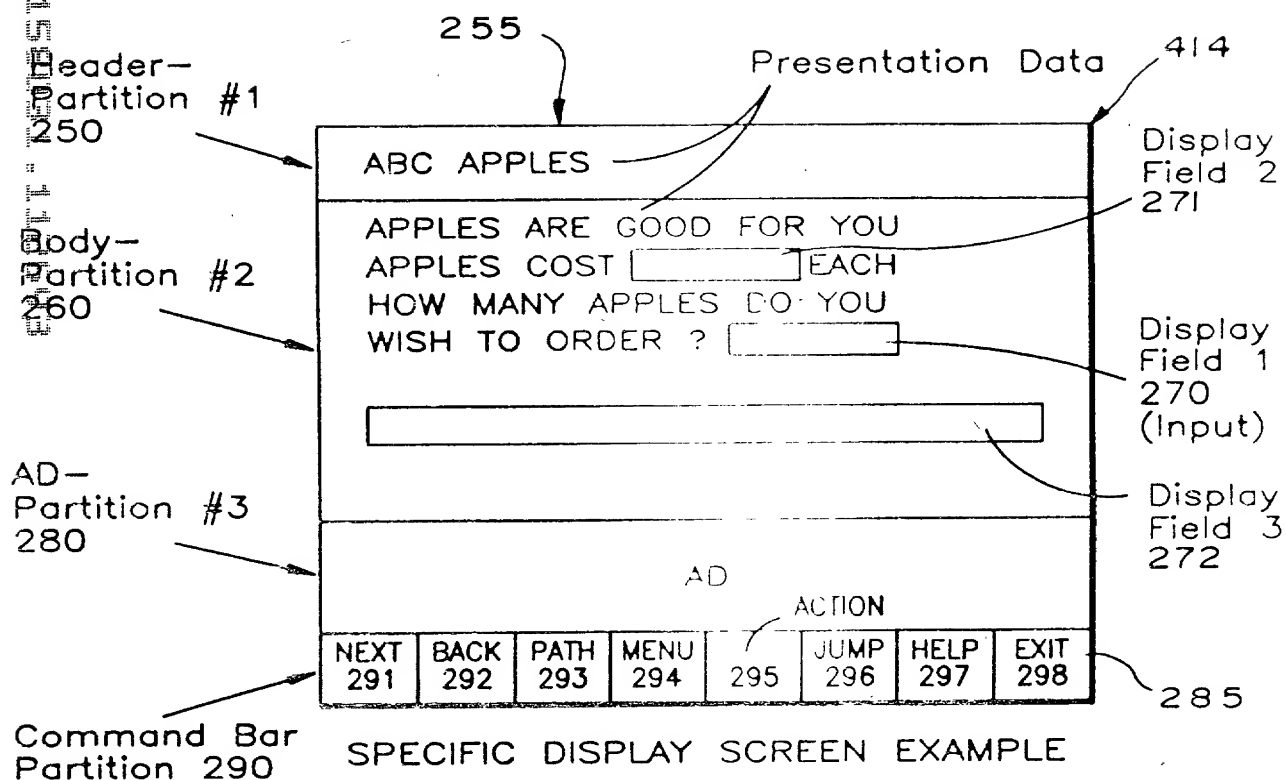 255
414
Header-
Partition #1
250
Presentation Data
ABC APPLES
Display
Field 2
271
Body-
Partition #2
260
APPLES ARE GOOD FOR YOU
APPLES COST EACH
HOW MANY APPLES DO YOU
WISH TO ORDER ?
Display
Field 1
270
(Input)
AD-
Partition #3
280
Display
Field 3
272
AD
ACTION
NEXT BACK PATH MENU JUMP HELP EXIT
291 292 293 294 295 296 297 298
285
Command Bar
Partition 290
SPECIFIC DISPLAY SCREEN EXAMPLE